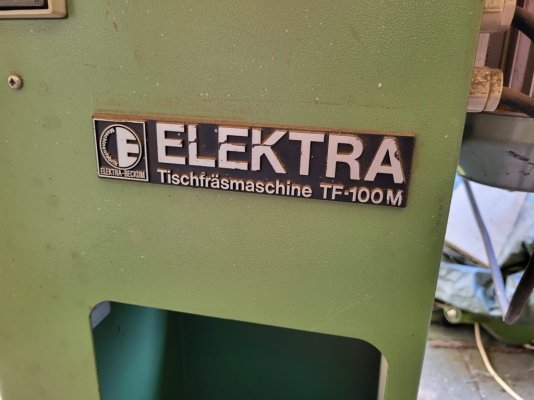 ELEKTRA
Tischfräsmaschine TF-100M
ELEKTRA-BECKUM